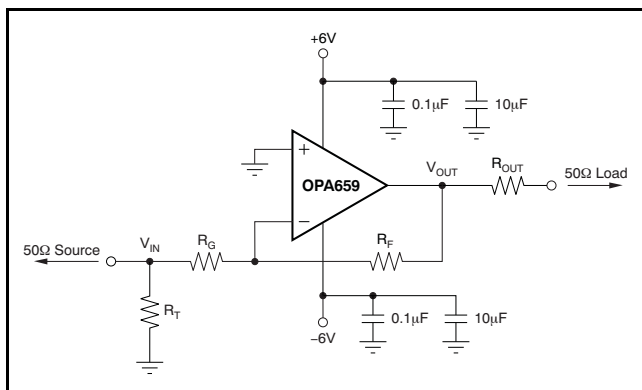 +6V
0.1μF 10μF
+
OPA659
−
V_OUT R_OUT 50Ω Load
50Ω Source V_IN R_G R_F
R_T
−6V
0.1μF 10μF